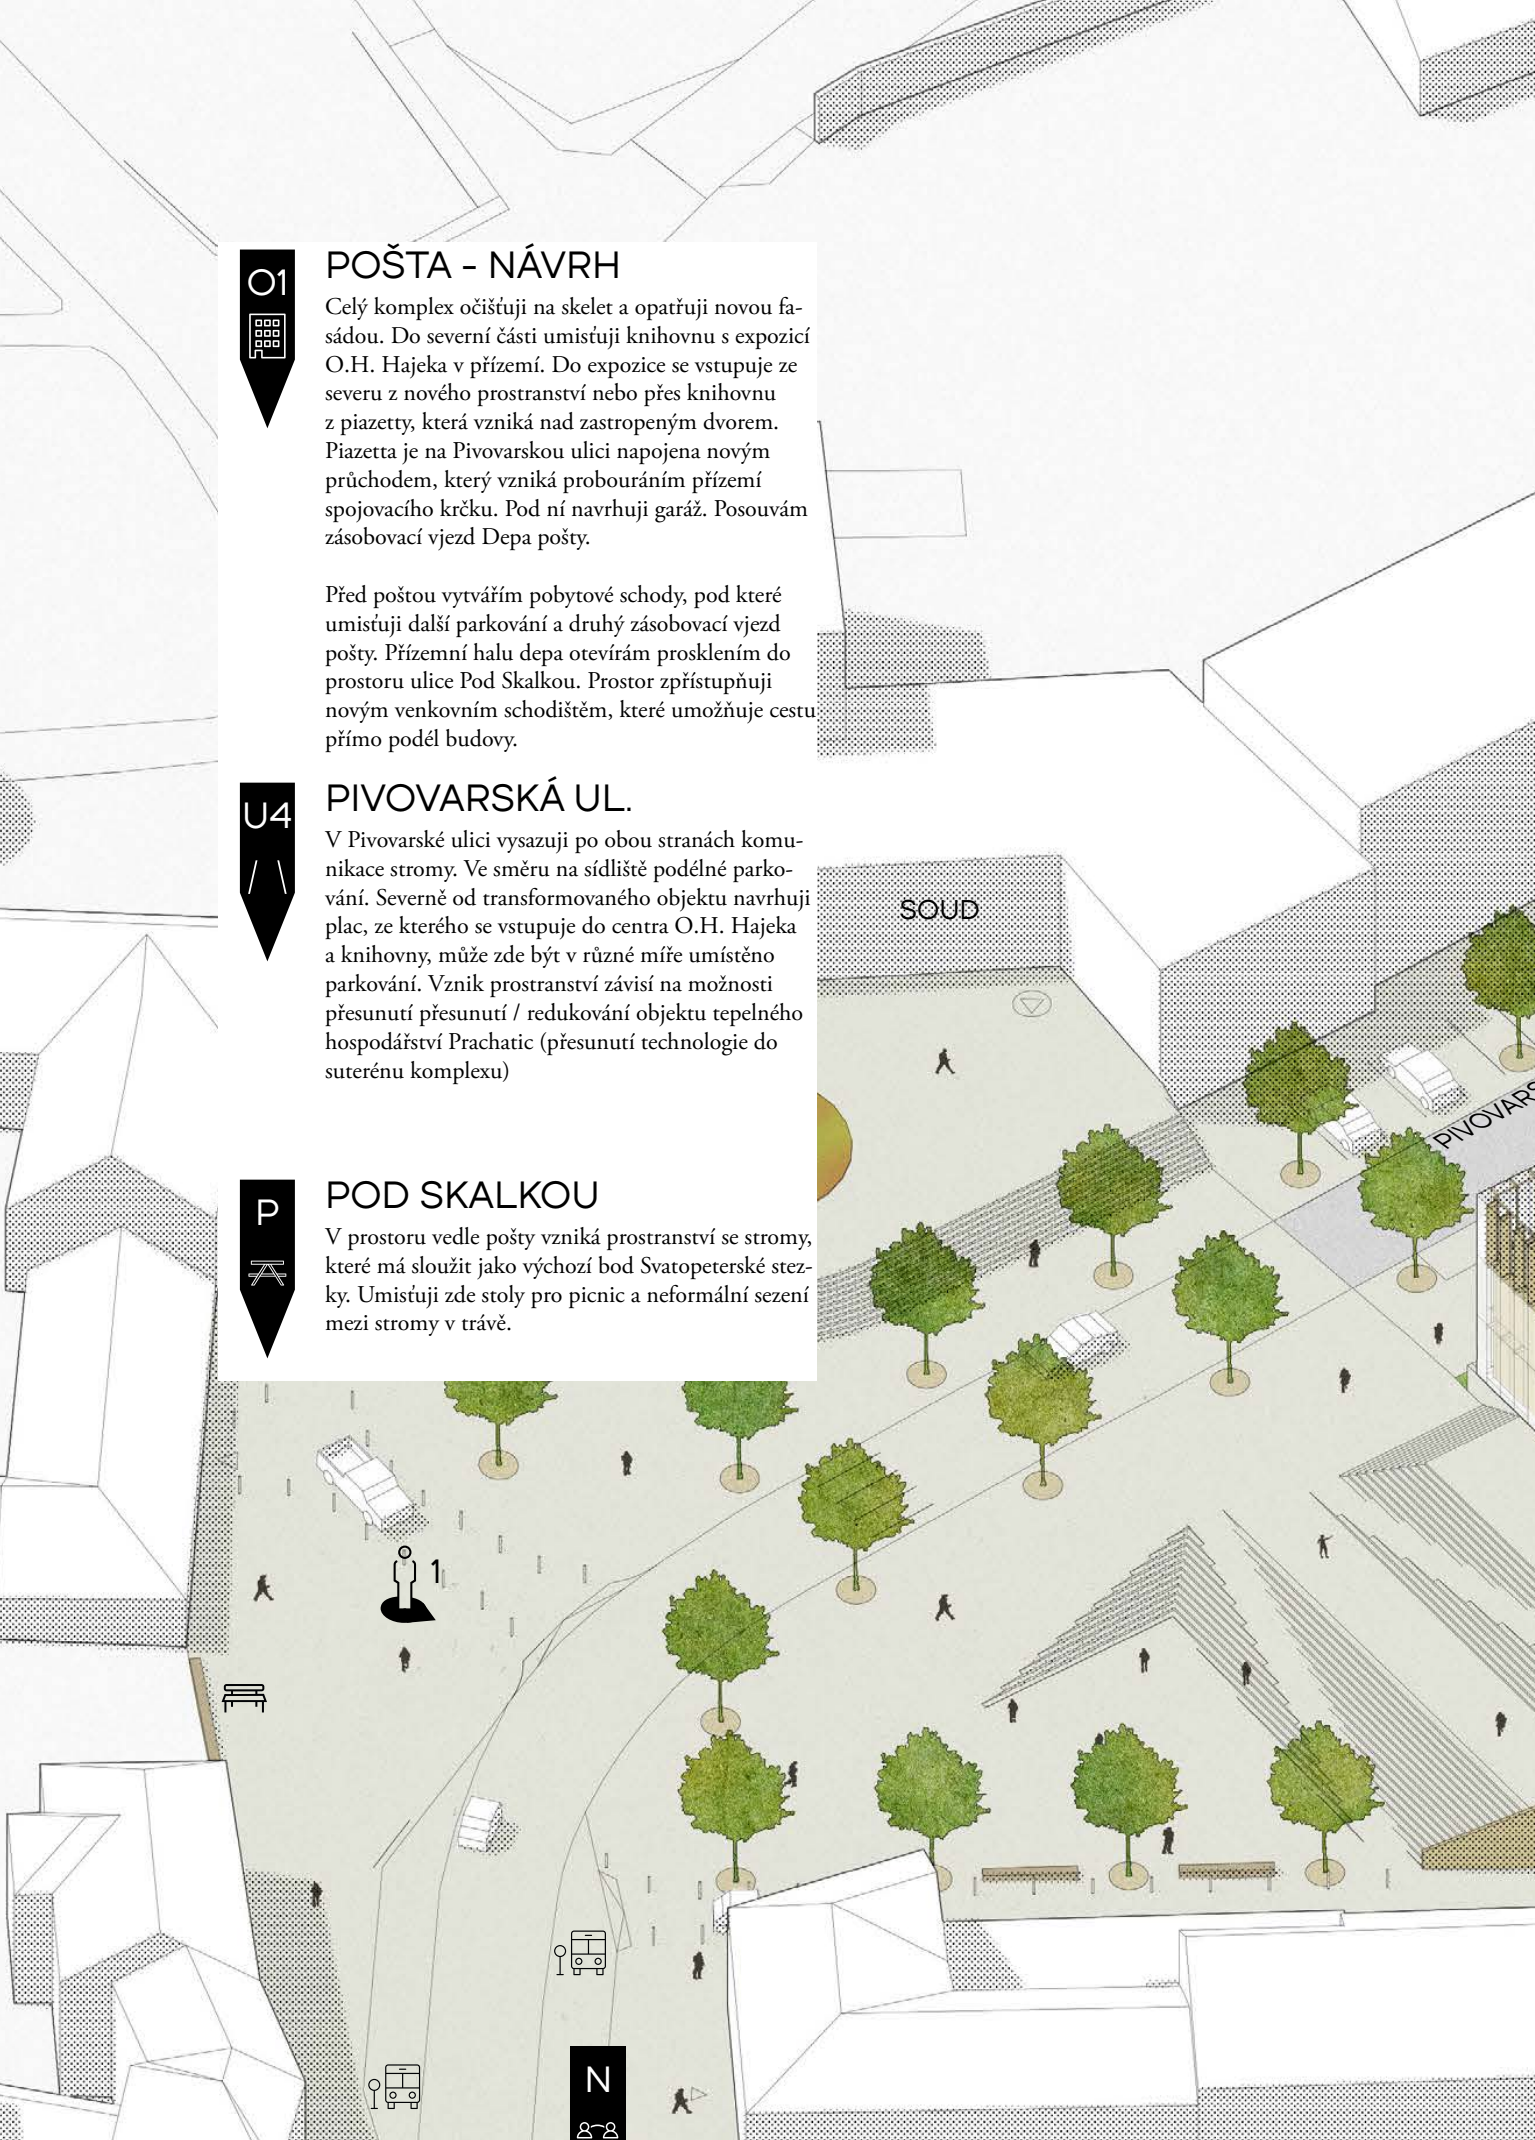 O1
POŠTA - NÁVRH
Celý komplex očišťuji na skelet a opatřuji novou fa-
sádou. Do severní části umisťuji knihovnu s expozicí
O.H. Hajeka v přízemí. Do expozice se vstupuje ze
severu z nového prostranství nebo přes knihovnu
z piazetty, která vzniká nad zastropeným dvorem.
Piazetta je na Pivovarskou ulici napojena novým
průchodem, který vzniká probouráním přízemí
spojovacího krčku. Pod ní navrhuji garáž. Posouvám
zásobovací vjezd Depa pošty.
Před poštou vytvářím pobytové schody, pod které
umisťuji další parkování a druhý zásobovací vjezd
pošty. Přízemní halu depa otevírám prosklením do
prostoru ulice Pod Skalkou. Prostor zpřístupňuji
novým venkovním schodištěm, které umožňuje cestu
přímo podél budovy.
U4
PIVOVARSKÁ UL.
V Pivovarské ulici vysazuji po obou stranách komu-
nikace stromy. Ve směru na sídliště podélné parko-
vání. Severně od transformovaného objektu navrhuji
plac, ze kterého se vstupuje do centra O.H. Hajeka
a knihovny, může zde být v různé míře umístěno
parkování. Vznik prostranství závisí na možnosti
přesunutí přesunutí / redukování objektu tepelného
hospodářství Prachatic (přesunutí technologie do
suterénu komplexu)
SOUD
PIVOVARS
P
POD SKALKOU
V prostoru vedle pošty vzniká prostranství se stromy,
které má sloužit jako výchozí bod Svatopeterské stez-
ky. Umisťuji zde stoly pro picnic a neformální sezení
mezi stromy v trávě.
1
N